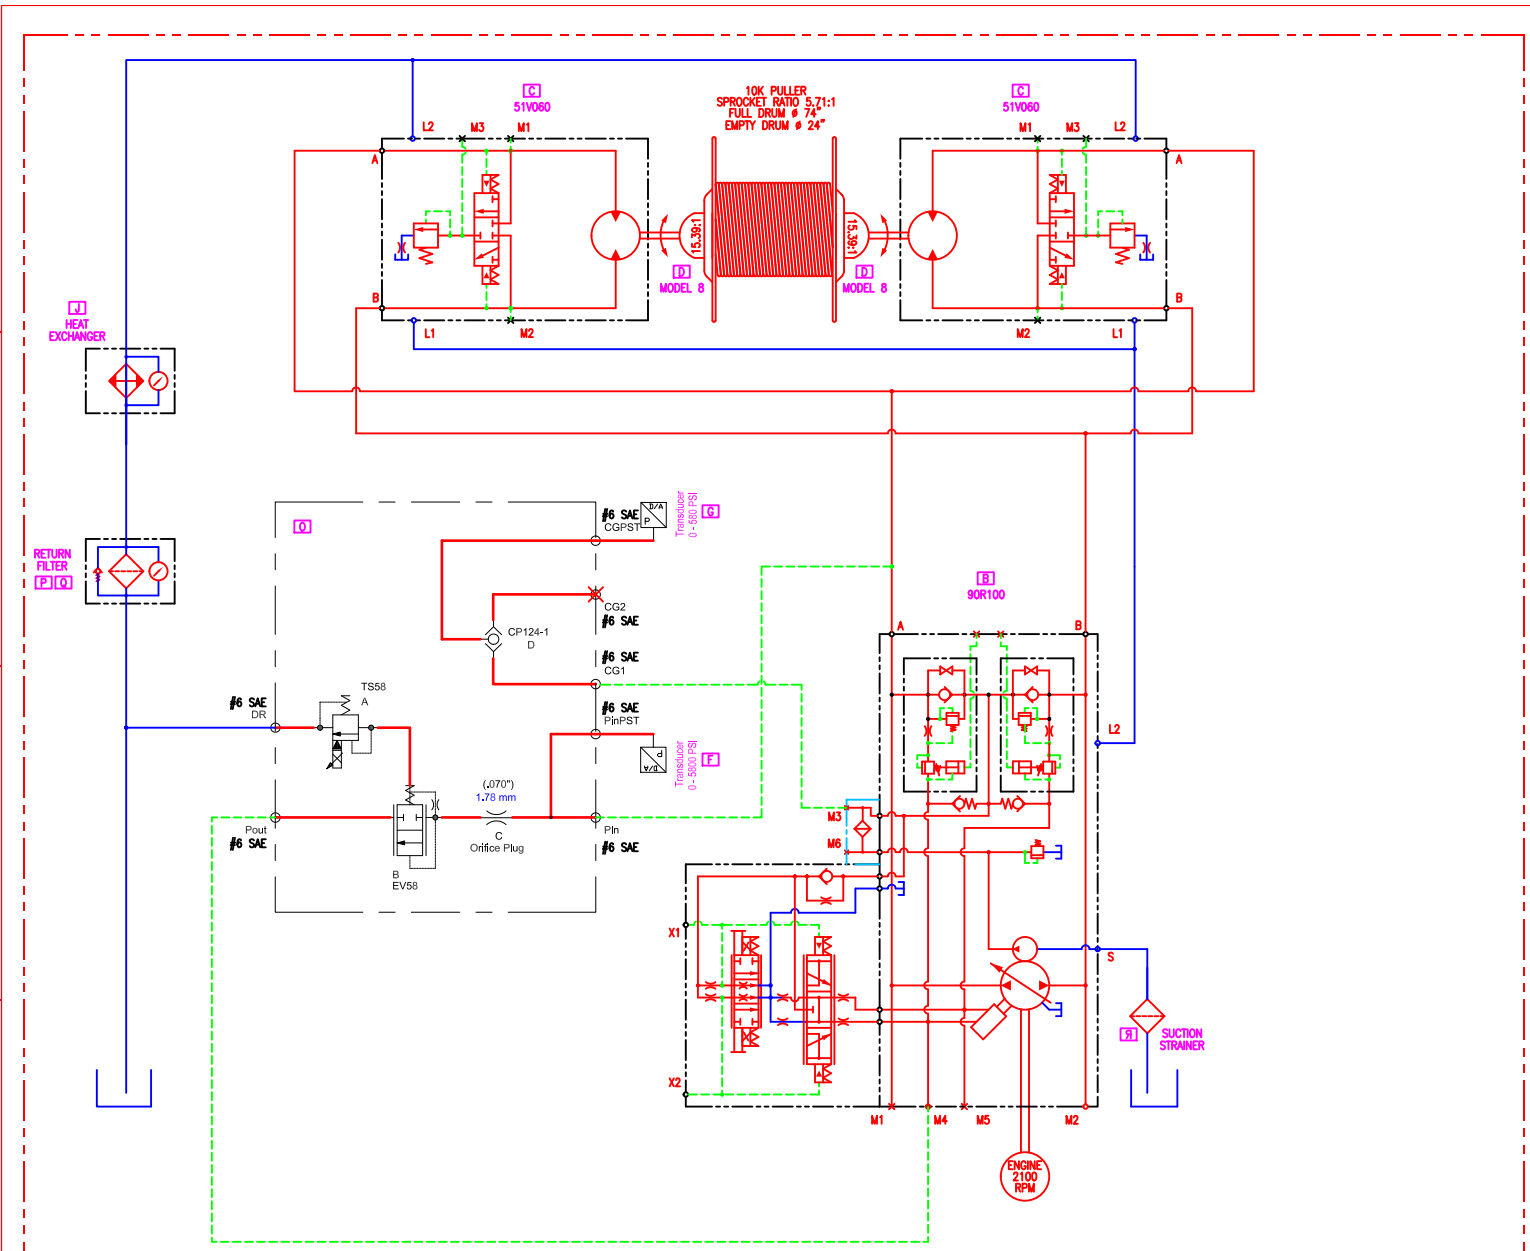 10K PULLER
SPROCKET RATIO 5.71:1
FULL DRUM ø 74"
EMPTY DRUM ø 24"
C
51V060
C
51V060
L2
M3
M1
M1
M3
L2
A
A
15.39:1
15.39:1
D
MODEL 8
D
MODEL 8
B
B
L1
M2
M2
L1
J
HEAT
EXCHANGER
RETURN
FILTER
P Q
O
#6 SAE
CGPST
D/A
P
Transducer
0 - 580 PSI
G
CG2
#6 SAE
CP124-1
D
#6 SAE
CG1
#6 SAE
PinPST
P
D/A
Transducer
0 - 5800 PSI
F
TS58
A
#6 SAE
DR
(.070")
1.78 mm
C
Orifice Plug
Pout
#6 SAE
PIn
#6 SAE
B
EV58
B
90R100
A
B
L2
M3
M6
X1
X2
S
R
SUCTION
STRAINER
M1
M4
M5
M2
ENGINE
2100
RPM